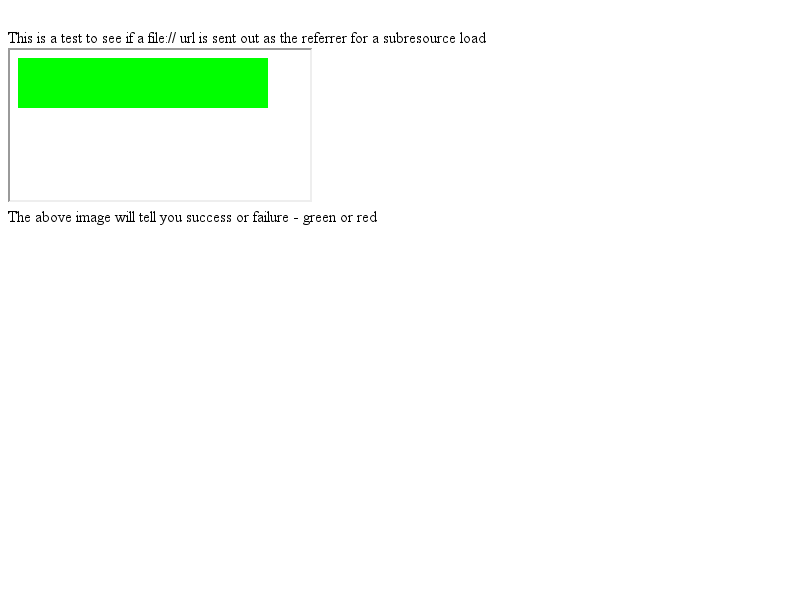 This is a test to see if a file:// url is sent out as the referrer for a subresource load
The above image will tell you success or failure - green or red